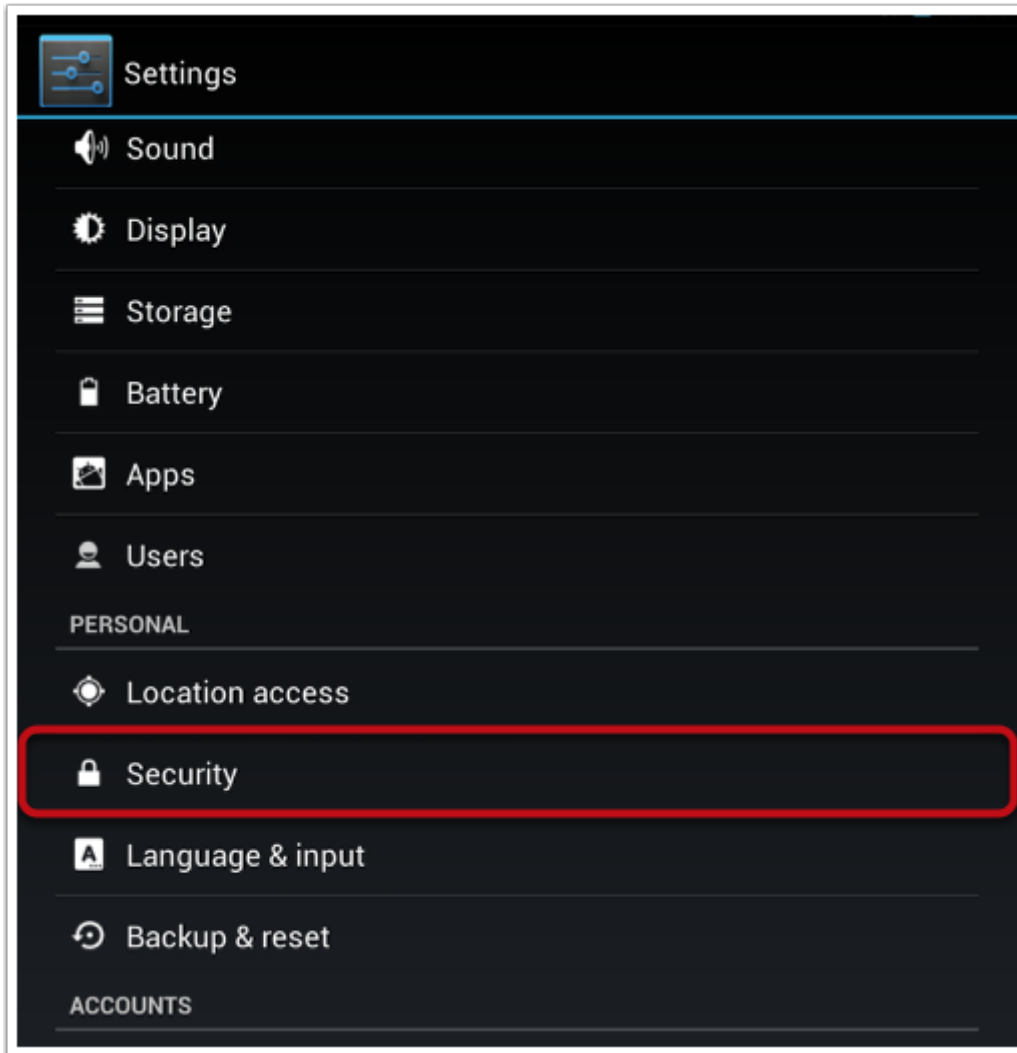 Settings
Sound
Display
Storage
Battery
Apps
Users
PERSONAL
Location access
Security
Language & input
Backup & reset
ACCOUNTS